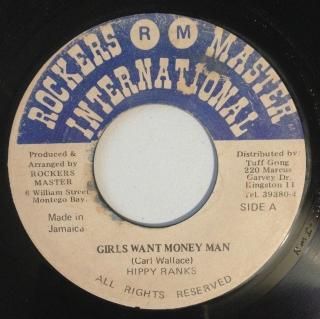 ROCKERS R M MASTER
INTERNATIONAL
Produced &
Arranged by
ROCKERS
MASTER
6 William Street
Montego Bay.
Made in
Jamaica
Distributed by:
Tuff Gong
220 Marcus
Garvey Dr.
Kingston 11
Tel. 39380-4
SIDE A
GIRLS WANT MONEY MAN
(Carl Wallace)
HIPPY RANKS
ALL RIGHTS RESERVED